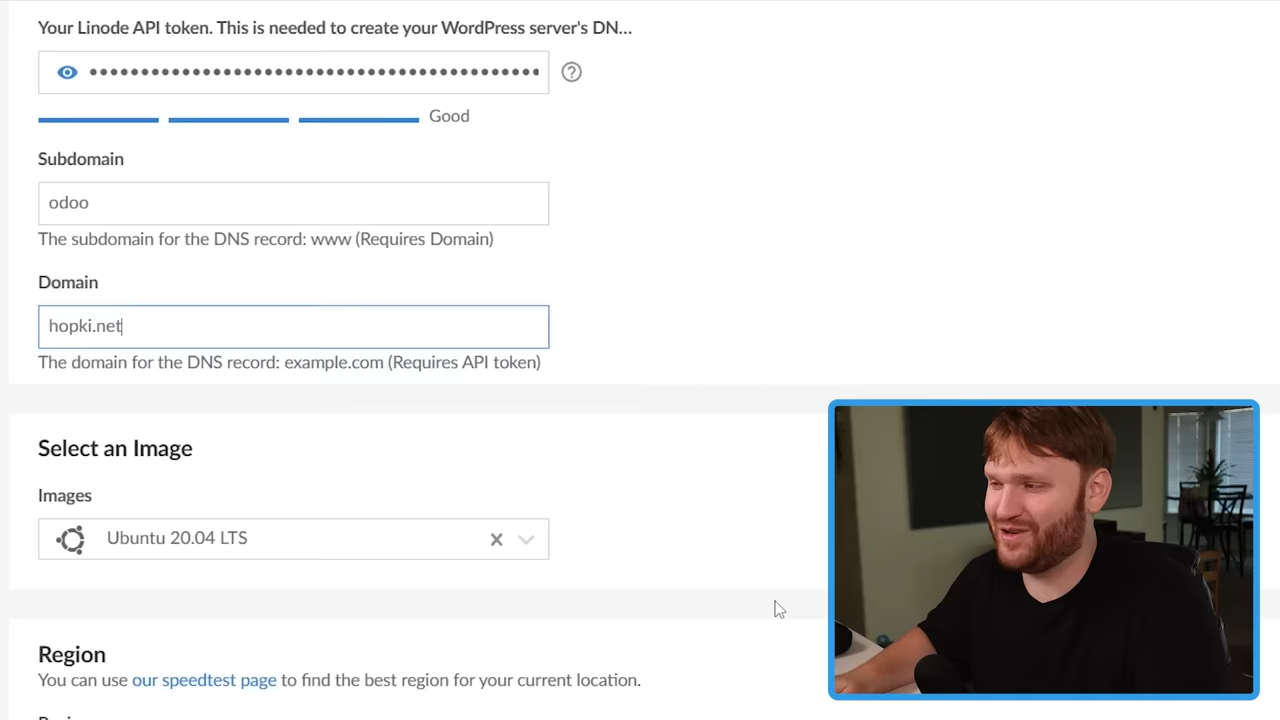 Your Linode API token. This is needed to create your WordPress server's DN...
Good
Subdomain
odoo
The subdomain for the DNS record: www (Requires Domain)
Domain
hopki.net
The domain for the DNS record: example.com (Requires API token)
Select an Image
Images
Ubuntu 20.04 LTS
Region
You can use our speedtest page to find the best region for your current location.